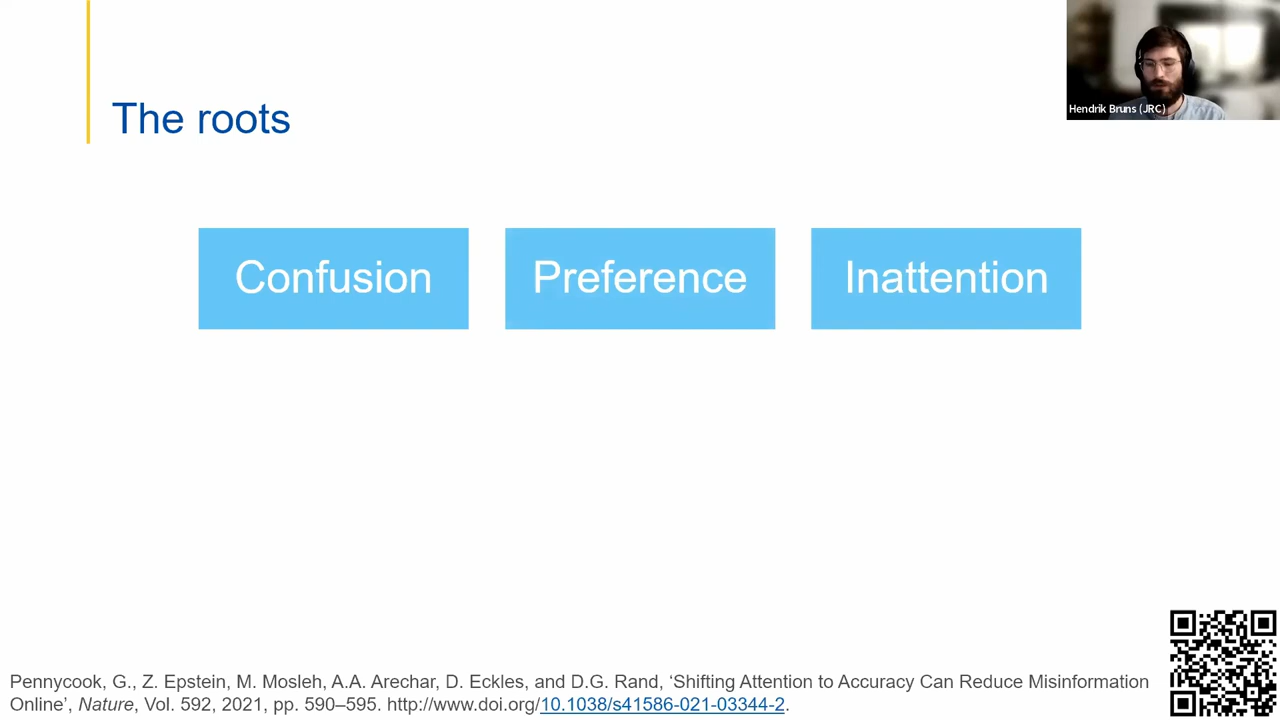 The roots
Hendrik Bruns (JRC)
Confusion
Preference
Inattention
Pennycook, G., Z. Epstein, M. Mosleh, A.A. Arechar, D. Eckles, and D.G. Rand, ‘Shifting Attention to Accuracy Can Reduce Misinformation
Online’, Nature, Vol. 592, 2021, pp. 590–595. http://www.doi.org/10.1038/s41586-021-03344-2.